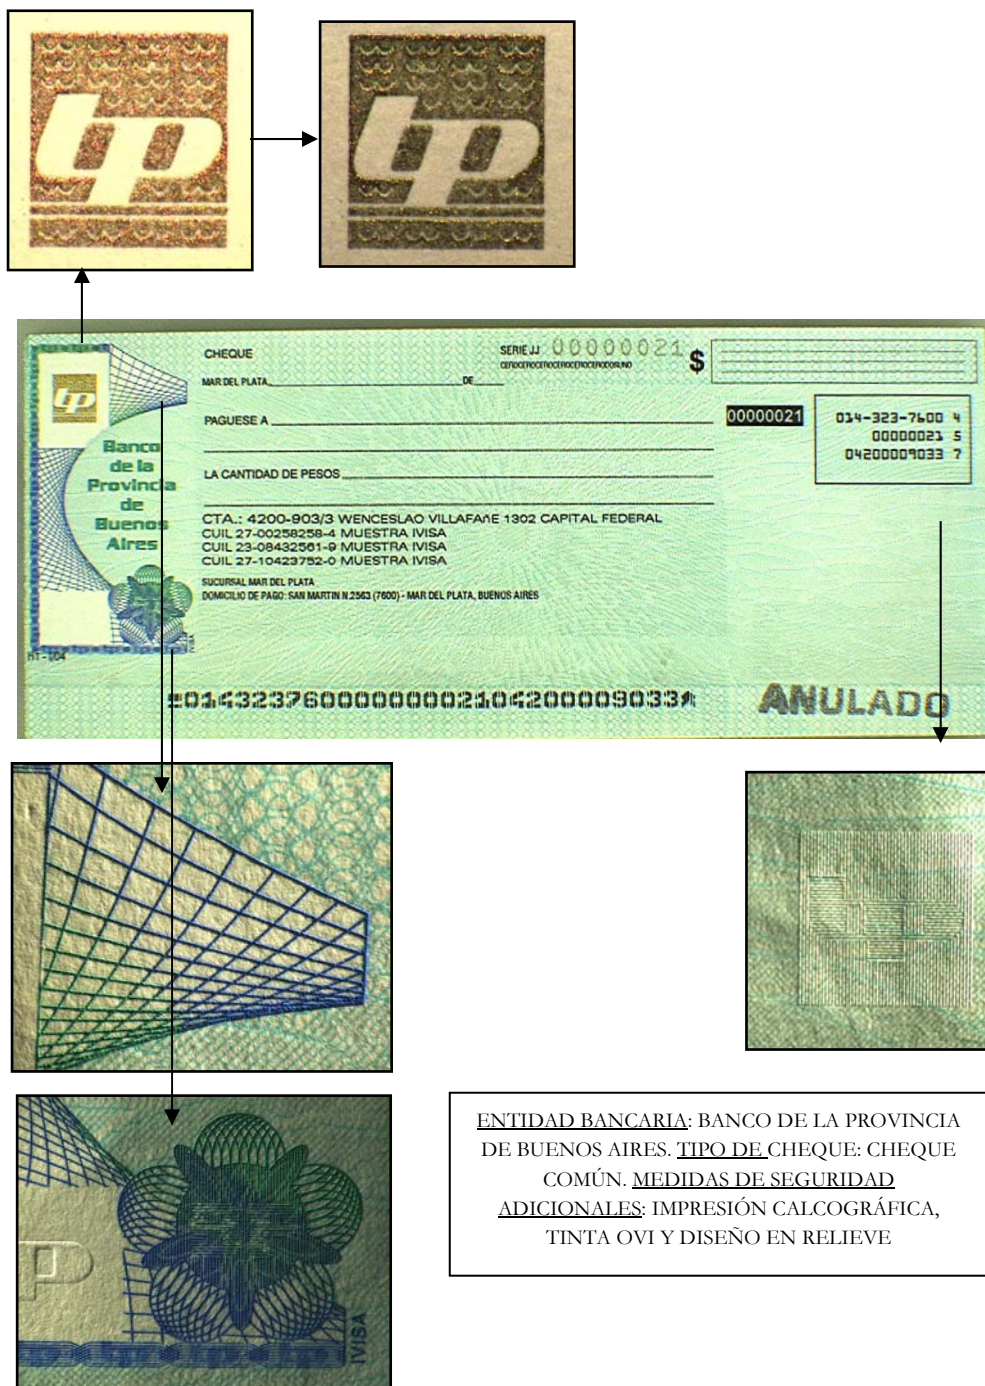 CHEQUE
SERIE JJ 00000021 $
CEROCEROCEROCEROCEROCERODOSUNO
MAR DEL PLATA DE
PAGUESE A
00000021
014-323-7600 4
00000021 5
04200009033 7
LA CANTIDAD DE PESOS
Banco
de la
Provincia
de
Buenos
Aires
CTA.: 4200-903/3 WENCESLAO VILLAFAÑE 1302 CAPITAL FEDERAL
CUIL 27-00258258-4 MUESTRA IVISA
CUIL 23-08432561-9 MUESTRA IVISA
CUIL 27-10423752-0 MUESTRA IVISA
SUCURSAL MAR DEL PLATA
DOMICILIO DE PAGO: SAN MARTIN N.2563 (7600) - MAR DEL PLATA, BUENOS AIRES
IVISA
MT-004
01432376000000002104200009033
ANULADO
ENTIDAD BANCARIA: BANCO DE LA PROVINCIA
DE BUENOS AIRES. TIPO DE CHEQUE: CHEQUE
COMÚN. MEDIDAS DE SEGURIDAD
ADICIONALES: IMPRESIÓN CALCOGRÁFICA,
TINTA OVI Y DISEÑO EN RELIEVE
P
IVISA